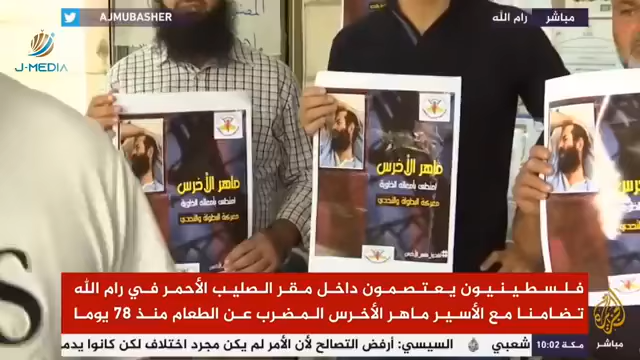 AJMUBASHER
رام الله
مباشر
J-MEDIA
ماهر الأخرس
معركة البطولة والتحدي
ماهر الأخرس
معركة البطولة والتحدي
فلسطينيون يعتصمون داخل مقر الصليب الأحمر في رام الله
تضامنا مع الأسير ماهر الأخرس المضرب عن الطعام منذ 78 يوما
مكة 02:10
شعبي
السيسي: أرفض التصالح لأن الأمر لم يكن مجرد اختلاف لكن كانوا يدمـ
الجزيرة
مباشر